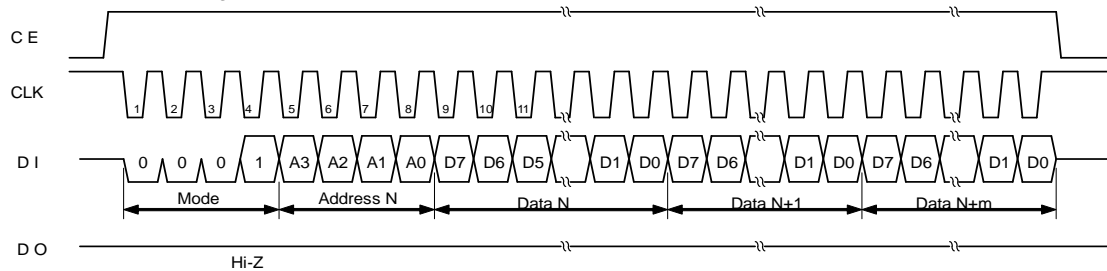 C E
CLK
1 2 3 4 5 6 7 8 9 10 11
D I
0 0 0 1 A3 A2 A1 A0 D7 D6 D5 D1 D0 D7 D6 D1 D0 D7 D6 D1 D0
Mode Address N Data N Data N+1 Data N+m
D O
Hi-Z